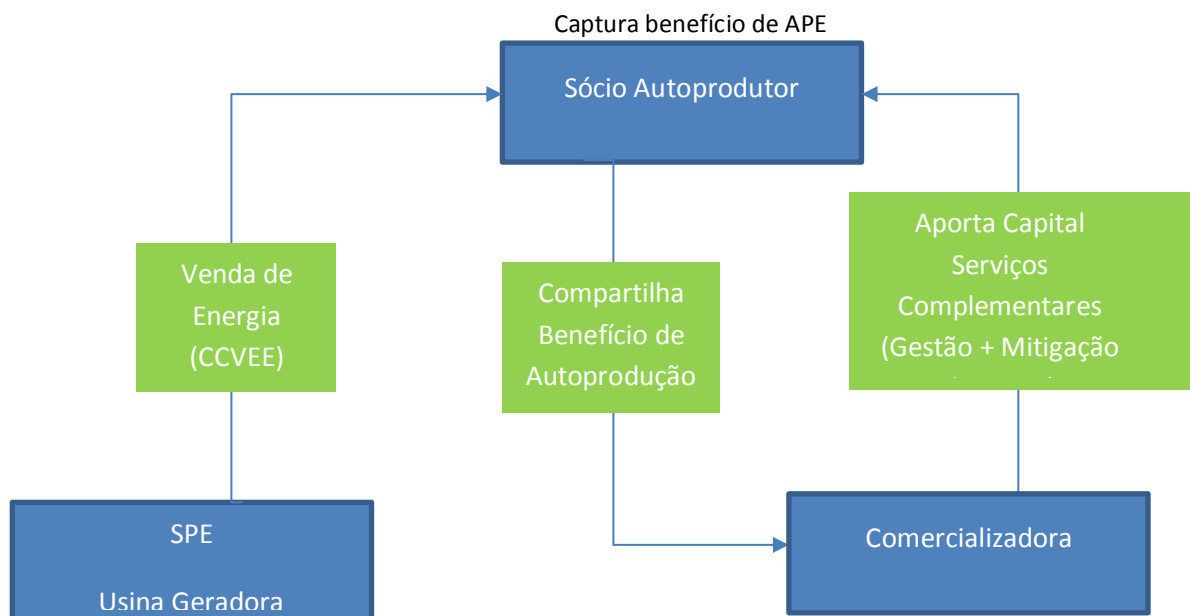 Captura benefício de APE
Sócio Autoprodutor
Venda de
Energia
(CCVEE)
Compartilha
Benefício de
Autoprodução
Aporta Capital
Serviços
Complementares
(Gestão + Mitigação
SPE
Usina Geradora
Comercializadora